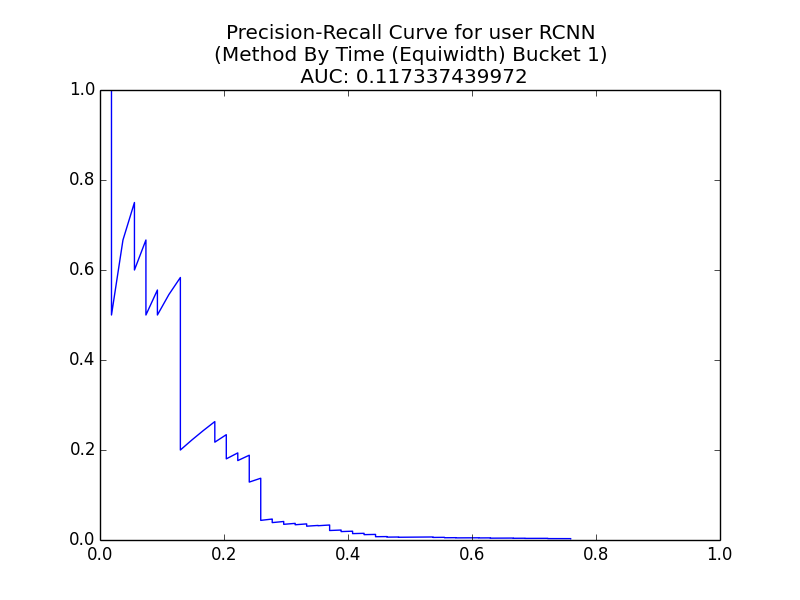 Precision-Recall Curve for user RCNN
(Method By Time (Equiwidth) Bucket 1)
AUC: 0.117337439972
1.0
0.8
0.6
0.4
0.2
0.0
0.0 0.2 0.4 0.6 0.8 1.0